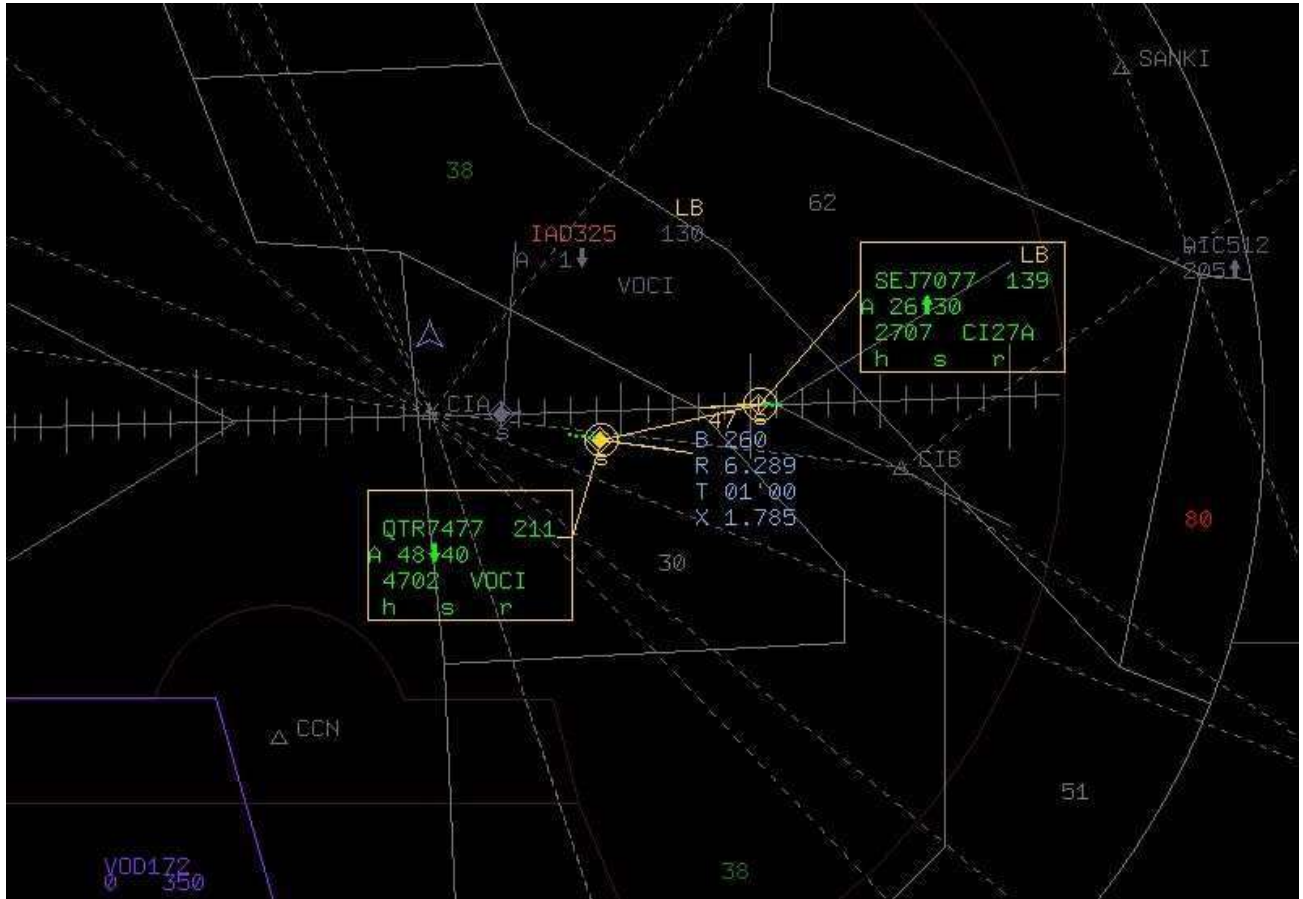 SANKI
38
LB
62
IAD325 130
A 1⬇
VOCI
AIC512
205⬆
LB
SEJ7077 139
A 26⬆30
2707 CI27A
h s r
CIA
S
S
S
47
B 260
R 6.289
T 01'00
X 1.785
CIB
QTR7477 211
A 48⬇40
4702 VOCI
h s r
80
30
CCN
51
VOD172
0 350
38